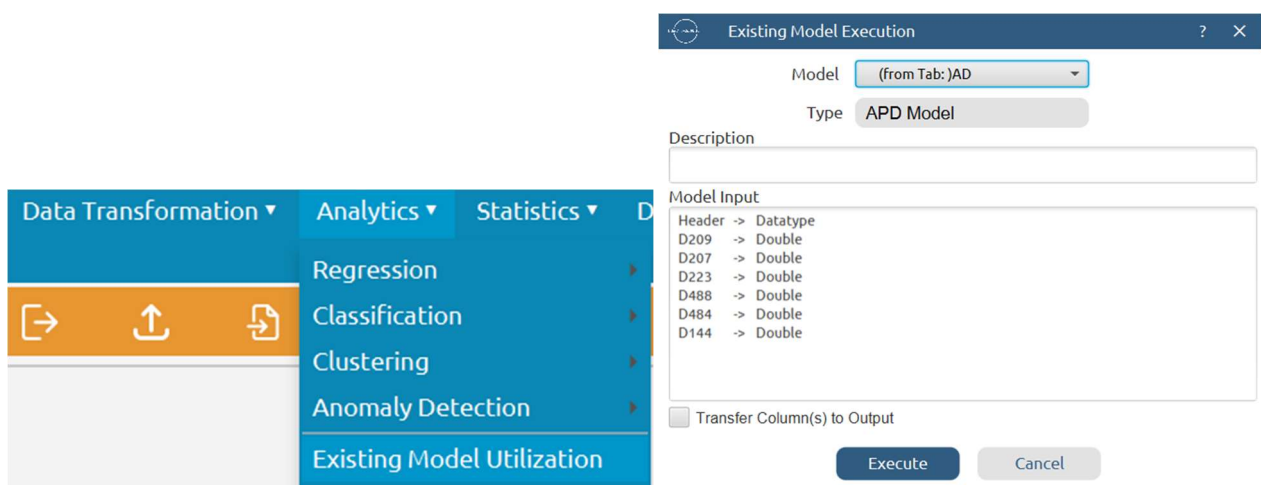 Data Transformation ▼ Analytics ▼ Statistics ▼ D
Regression
Classification
Clustering
Anomaly Detection
Existing Model Utilization
Existing Model Execution ? ×
Model (from Tab: )AD
Type APD Model
Description
Model Input
Header -> Datatype
D209 -> Double
D207 -> Double
D223 -> Double
D488 -> Double
D484 -> Double
D144 -> Double
Transfer Column(s) to Output
Execute Cancel